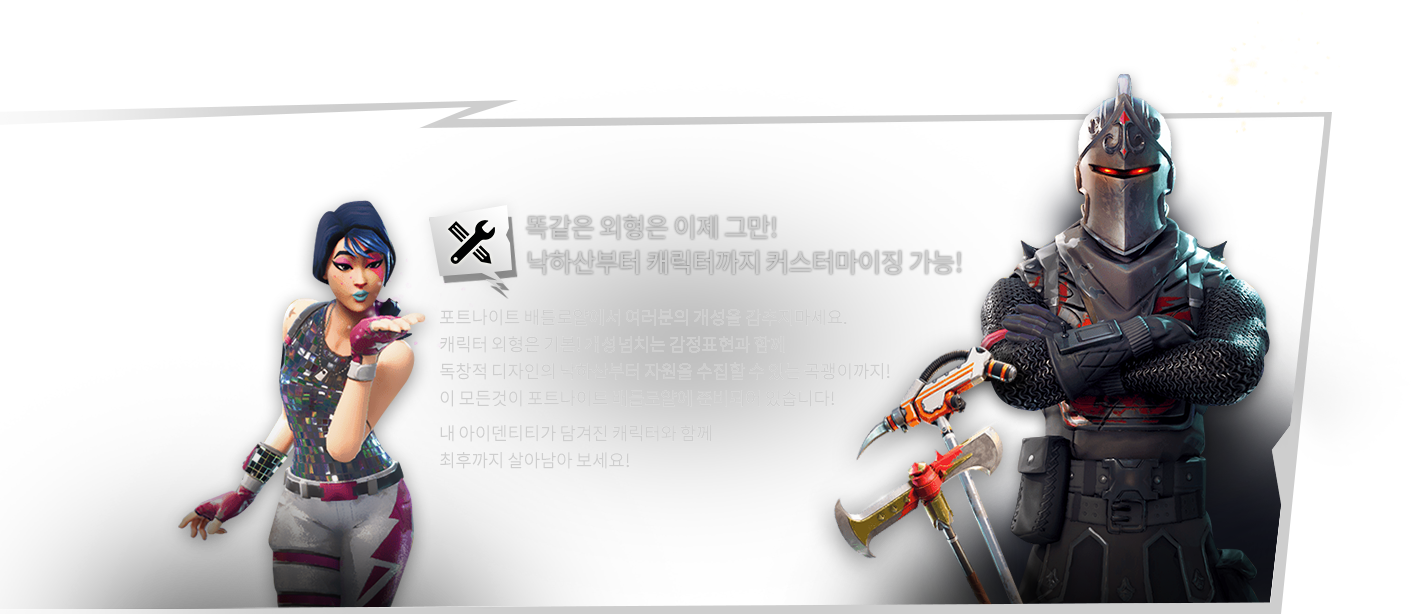 똑같은 외형은 이제 그만!
낙하산부터 캐릭터까지 커스터마이징 가능!
포트나이트 배틀로얄에서 여러분의 개성을 감추지마세요.
캐릭터 외형은 기본! 개성넘치는 감정표현과 함께
독창적 디자인의 낙하산부터 자원을 수집할 수 있는 곡괭이까지!
이 모든것이 포트나이트 배틀로얄에 준비되어 있습니다!
내 아이덴티티가 담겨진 캐릭터와 함께
최후까지 살아남아 보세요!